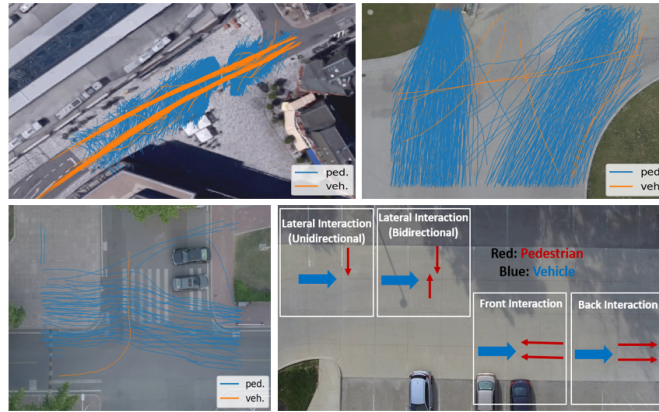 ped.
veh.
ped.
veh.
ped.
veh.
Lateral Interaction
(Unidirectional)
Lateral Interaction
(Bidirectional)
Red: Pedestrian
Blue: Vehicle
Front Interaction
Back Interaction